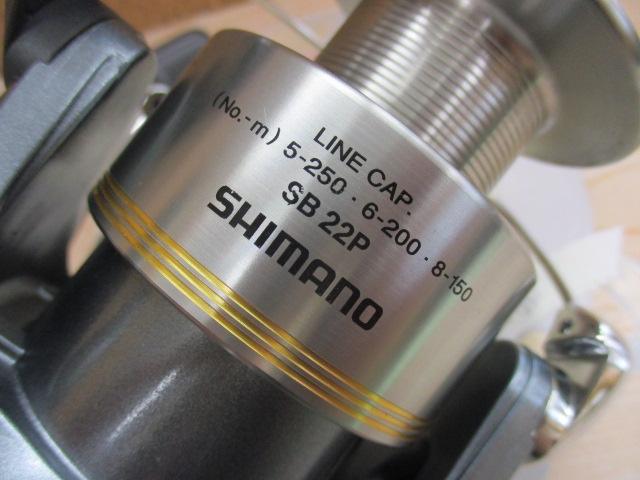 LINE CAP.
(No.-m) 5-250 · 6-200 · 8-150
SB 22P
SHIMANO